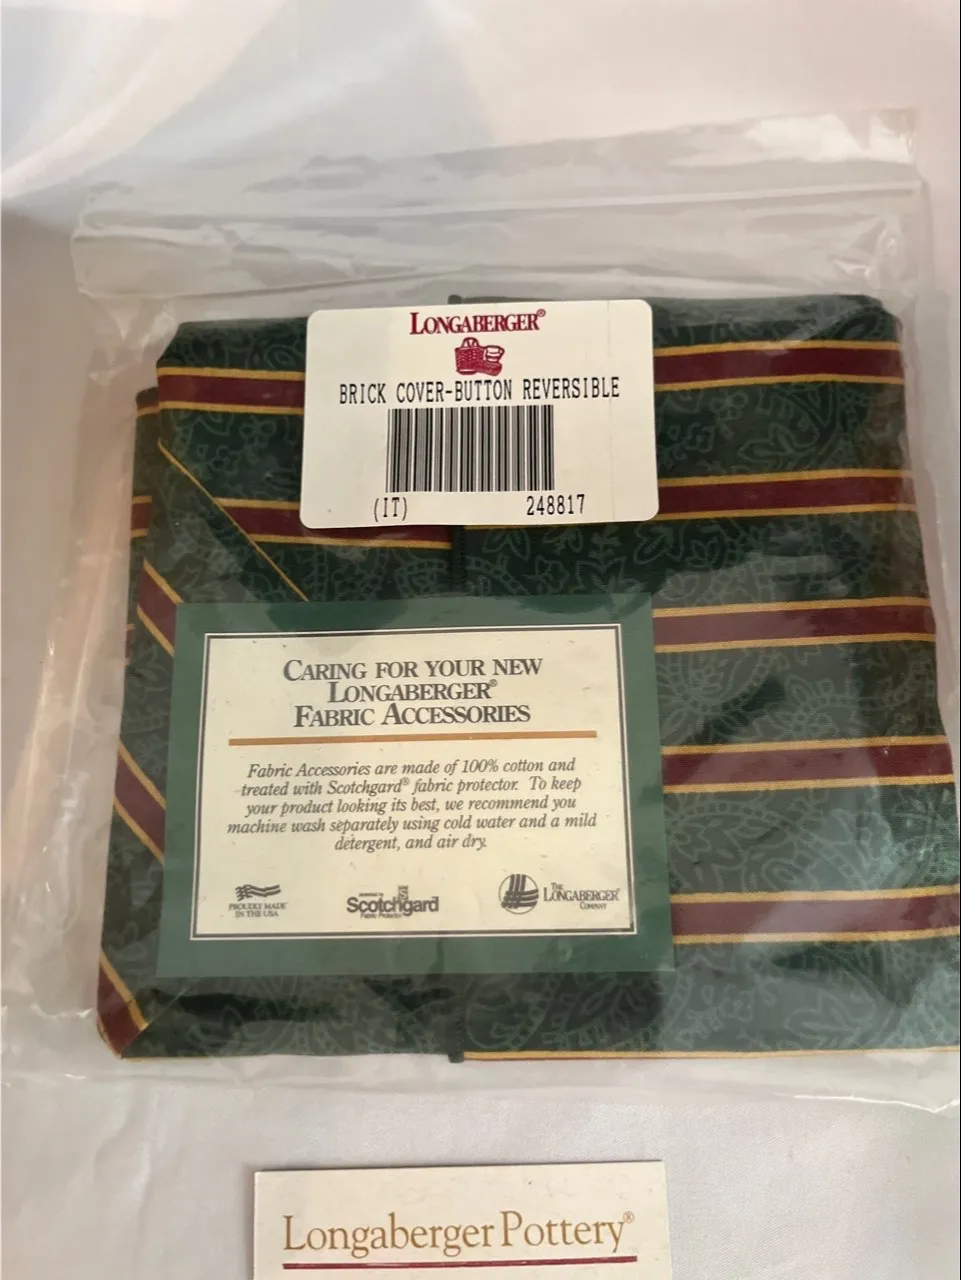 LONGABERGER®
BRICK COVER-BUTTON REVERSIBLE
(IT) 248817
CARING FOR YOUR NEW
LONGABERGER®
FABRIC ACCESSORIES
Fabric Accessories are made of 100% cotton and
treated with Scotchgard® fabric protector. To keep
your product looking its best, we recommend you
machine wash separately using cold water and a mild
detergent, and air dry.
PROUDLY MADE
IN THE USA
Scotchgard
Fabric Protector
THE
LONGABERGER
COMPANY
Longaberger Pottery®